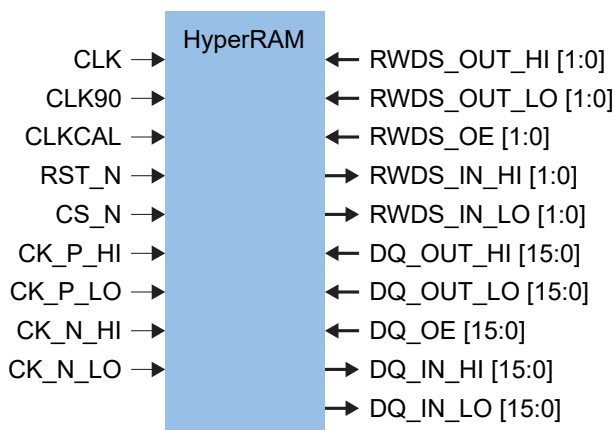 HyperRAM
CLK
CLK90
CLKCAL
RST_N
CS_N
CK_P_HI
CK_P_LO
CK_N_HI
CK_N_LO
RWDS_OUT_HI [1:0]
RWDS_OUT_LO [1:0]
RWDS_OE [1:0]
RWDS_IN_HI [1:0]
RWDS_IN_LO [1:0]
DQ_OUT_HI [15:0]
DQ_OUT_LO [15:0]
DQ_OE [15:0]
DQ_IN_HI [15:0]
DQ_IN_LO [15:0]